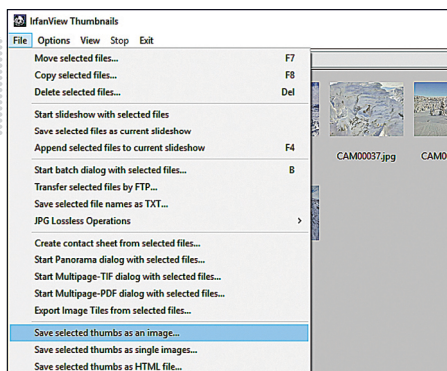 IrfanView Thumbnails
File Options View Stop Exit
Move selected files... F7
Copy selected files... F8
Delete selected files... Del
Start slideshow with selected files
Save selected files as current slideshow
Append selected files to current slideshow F4
Start batch dialog with selected files... B
Transfer selected files by FTP...
Save selected file names as TXT...
JPG Lossless Operations >
Create contact sheet from selected files...
Start Panorama dialog with selected files...
Start Multipage-TIF dialog with selected files...
Start Multipage-PDF dialog with selected files...
Export Image Tiles from selected files...
Save selected thumbs as an image...
Save selected thumbs as single images...
Save selected thumbs as HTML file...
CAM00037.jpg CAM0